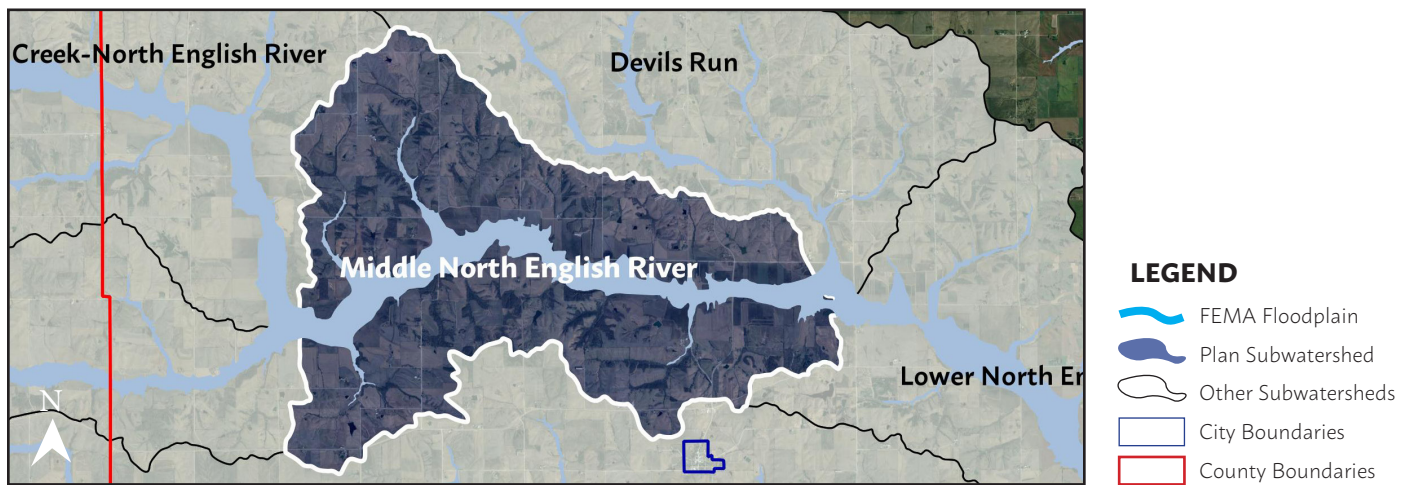 Creek-North English River
Devils Run
Middle North English River
Lower North En
N
LEGEND
FEMA Floodplain
Plan Subwatershed
Other Subwatersheds
City Boundaries
County Boundaries